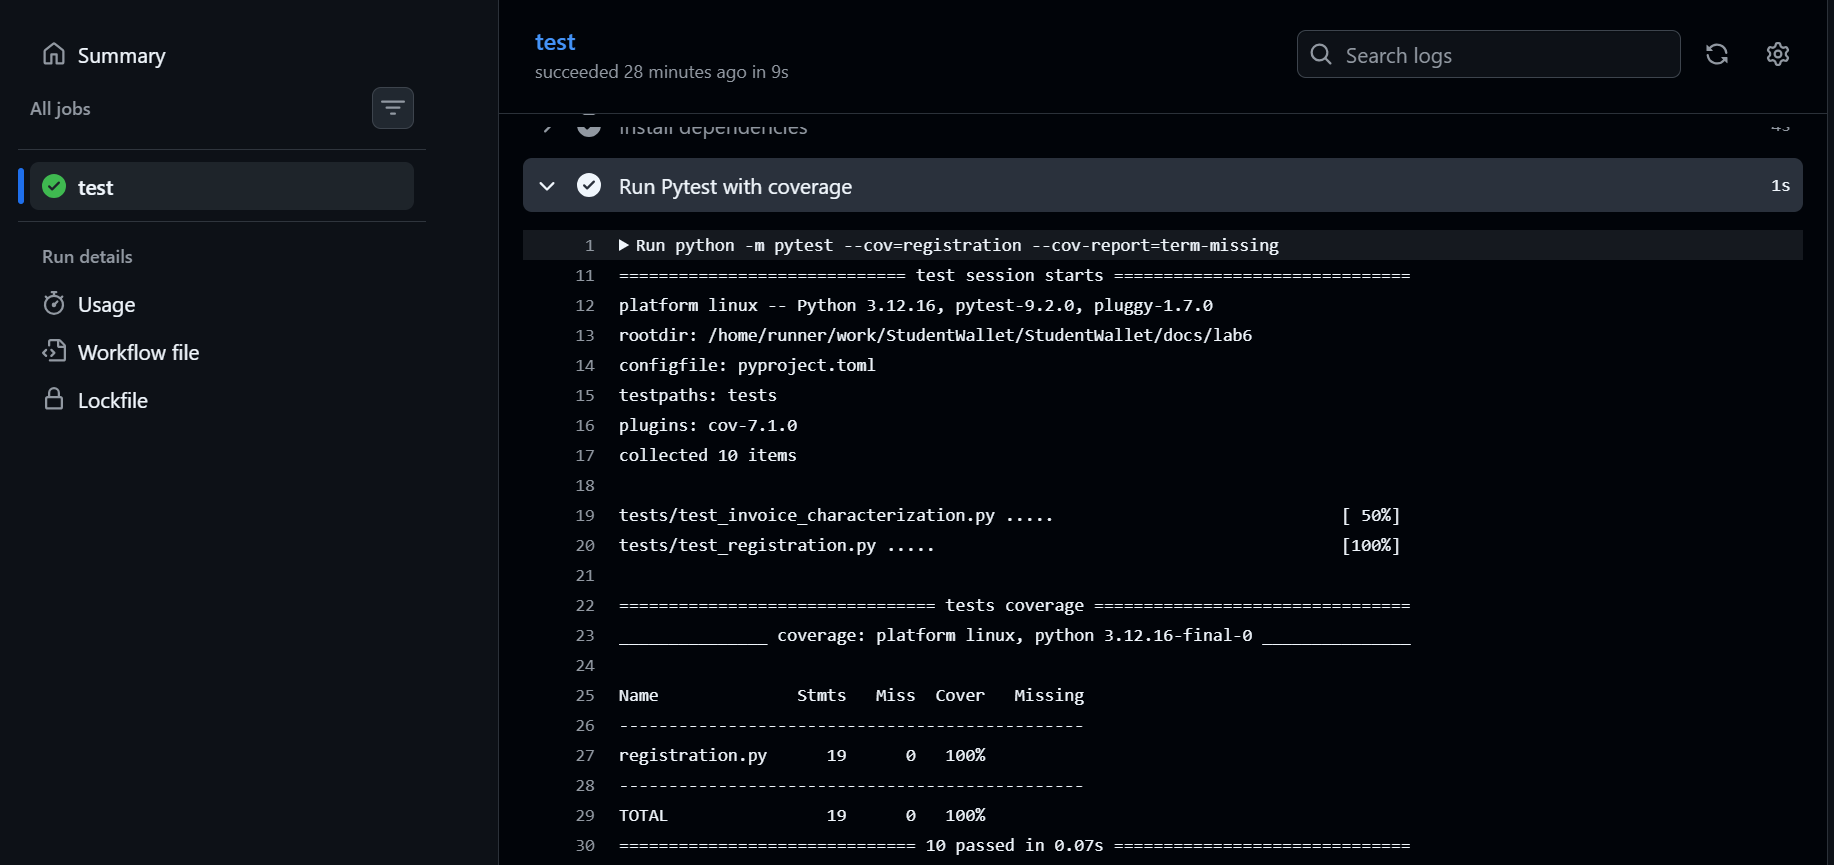 Summary
All jobs
test
Run details
Usage
Workflow file
Lockfile
test
succeeded 28 minutes ago in 9s
Search logs
Install dependencies 4s
Run Pytest with coverage 1s
1 Run python -m pytest --cov=registration --cov-report=term-missing
11 ============================= test session starts ==============================
12 platform linux -- Python 3.12.16, pytest-9.2.0, pluggy-1.7.0
13 rootdir: /home/runner/work/StudentWallet/StudentWallet/docs/lab6
14 configfile: pyproject.toml
15 testpaths: tests
16 plugins: cov-7.1.0
17 collected 10 items
18
19 tests/test_invoice_characterization.py ..... [ 50%]
20 tests/test_registration.py ..... [100%]
21
22 ================================ tests coverage ================================
23 _______________ coverage: platform linux, python 3.12.16-final-0 _______________
24
25 Name Stmts Miss Cover Missing
26 -----------------------------------------------
27 registration.py 19 0 100%
28 -----------------------------------------------
29 TOTAL 19 0 100%
30 ============================== 10 passed in 0.07s ==============================